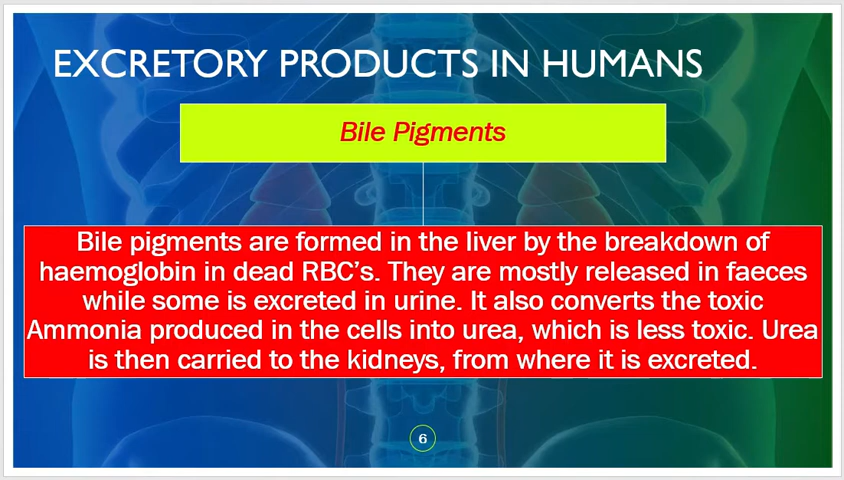 EXCRETORY PRODUCTS IN HUMANS
Bile Pigments
Bile pigments are formed in the liver by the breakdown of
haemoglobin in dead RBC’s. They are mostly released in faeces
while some is excreted in urine. It also converts the toxic
Ammonia produced in the cells into urea, which is less toxic. Urea
is then carried to the kidneys, from where it is excreted.
6